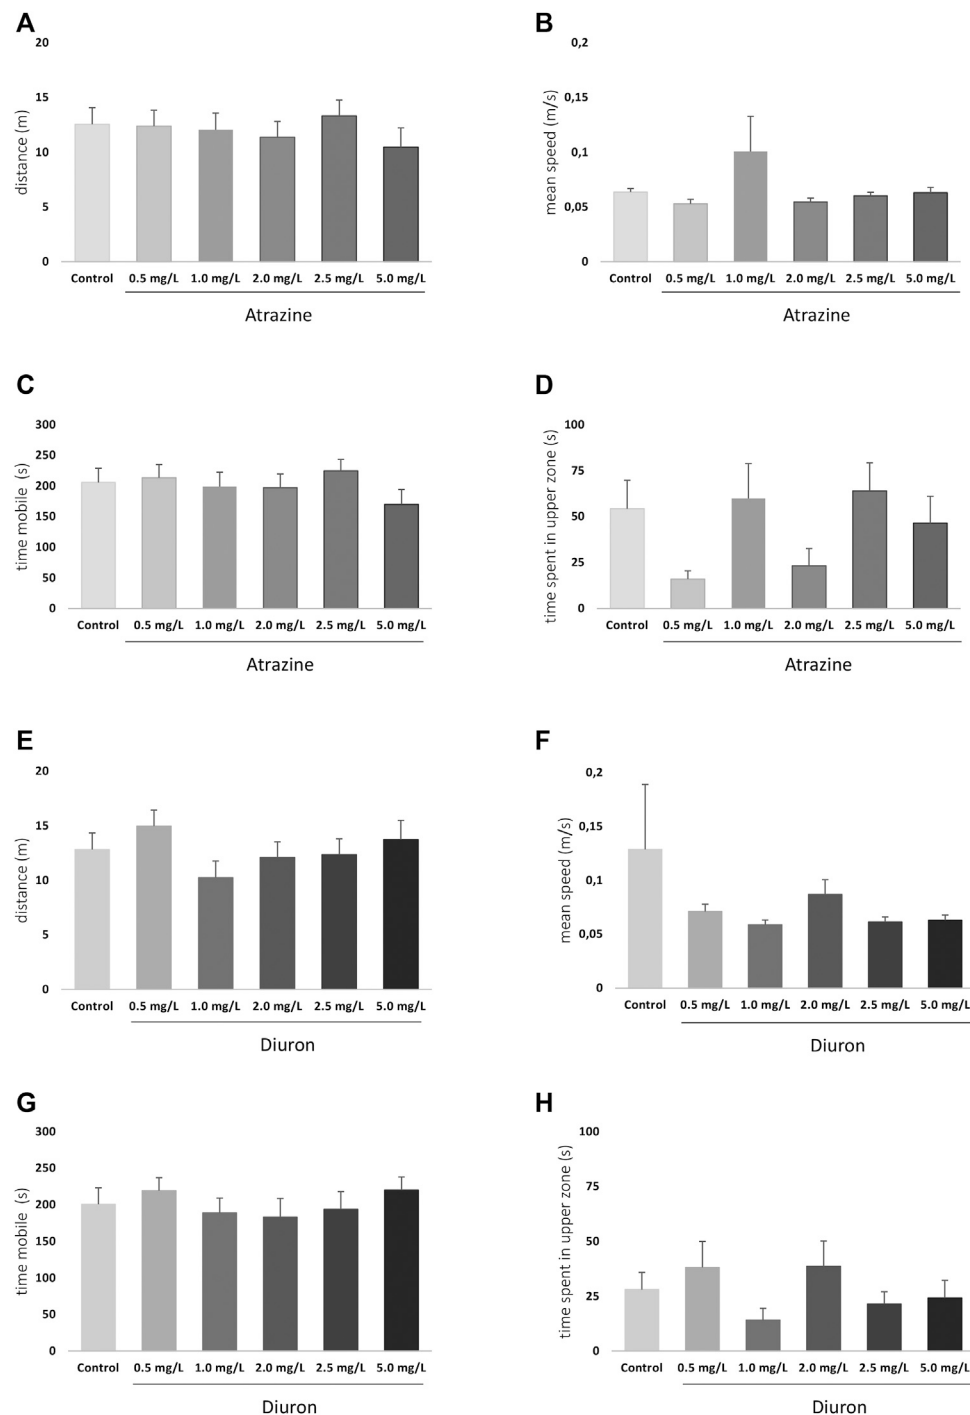 A
distance (m)
20
15
10
5
0
Control 0.5 mg/L 1.0 mg/L 2.0 mg/L 2.5 mg/L 5.0 mg/L
Atrazine
B
mean speed (m/s)
0,2
0,15
0,1
0,05
0
Control 0.5 mg/L 1.0 mg/L 2.0 mg/L 2.5 mg/L 5.0 mg/L
Atrazine
C
time mobile (s)
300
250
200
150
100
50
0
Control 0.5 mg/L 1.0 mg/L 2.0 mg/L 2.5 mg/L 5.0 mg/L
Atrazine
D
time spent in upper zone (s)
100
75
50
25
0
Control 0.5 mg/L 1.0 mg/L 2.0 mg/L 2.5 mg/L 5.0 mg/L
Atrazine
E
distance (m)
20
15
10
5
0
Control 0.5 mg/L 1.0 mg/L 2.0 mg/L 2.5 mg/L 5.0 mg/L
Diuron
F
mean speed (m/s)
0,2
0,15
0,1
0,05
0
Control 0.5 mg/L 1.0 mg/L 2.0 mg/L 2.5 mg/L 5.0 mg/L
Diuron
G
time mobile (s)
300
250
200
150
100
50
0
Control 0.5 mg/L 1.0 mg/L 2.0 mg/L 2.5 mg/L 5.0 mg/L
Diuron
H
time spent in upper zone (s)
100
75
50
25
0
Control 0.5 mg/L 1.0 mg/L 2.0 mg/L 2.5 mg/L 5.0 mg/L
Diuron